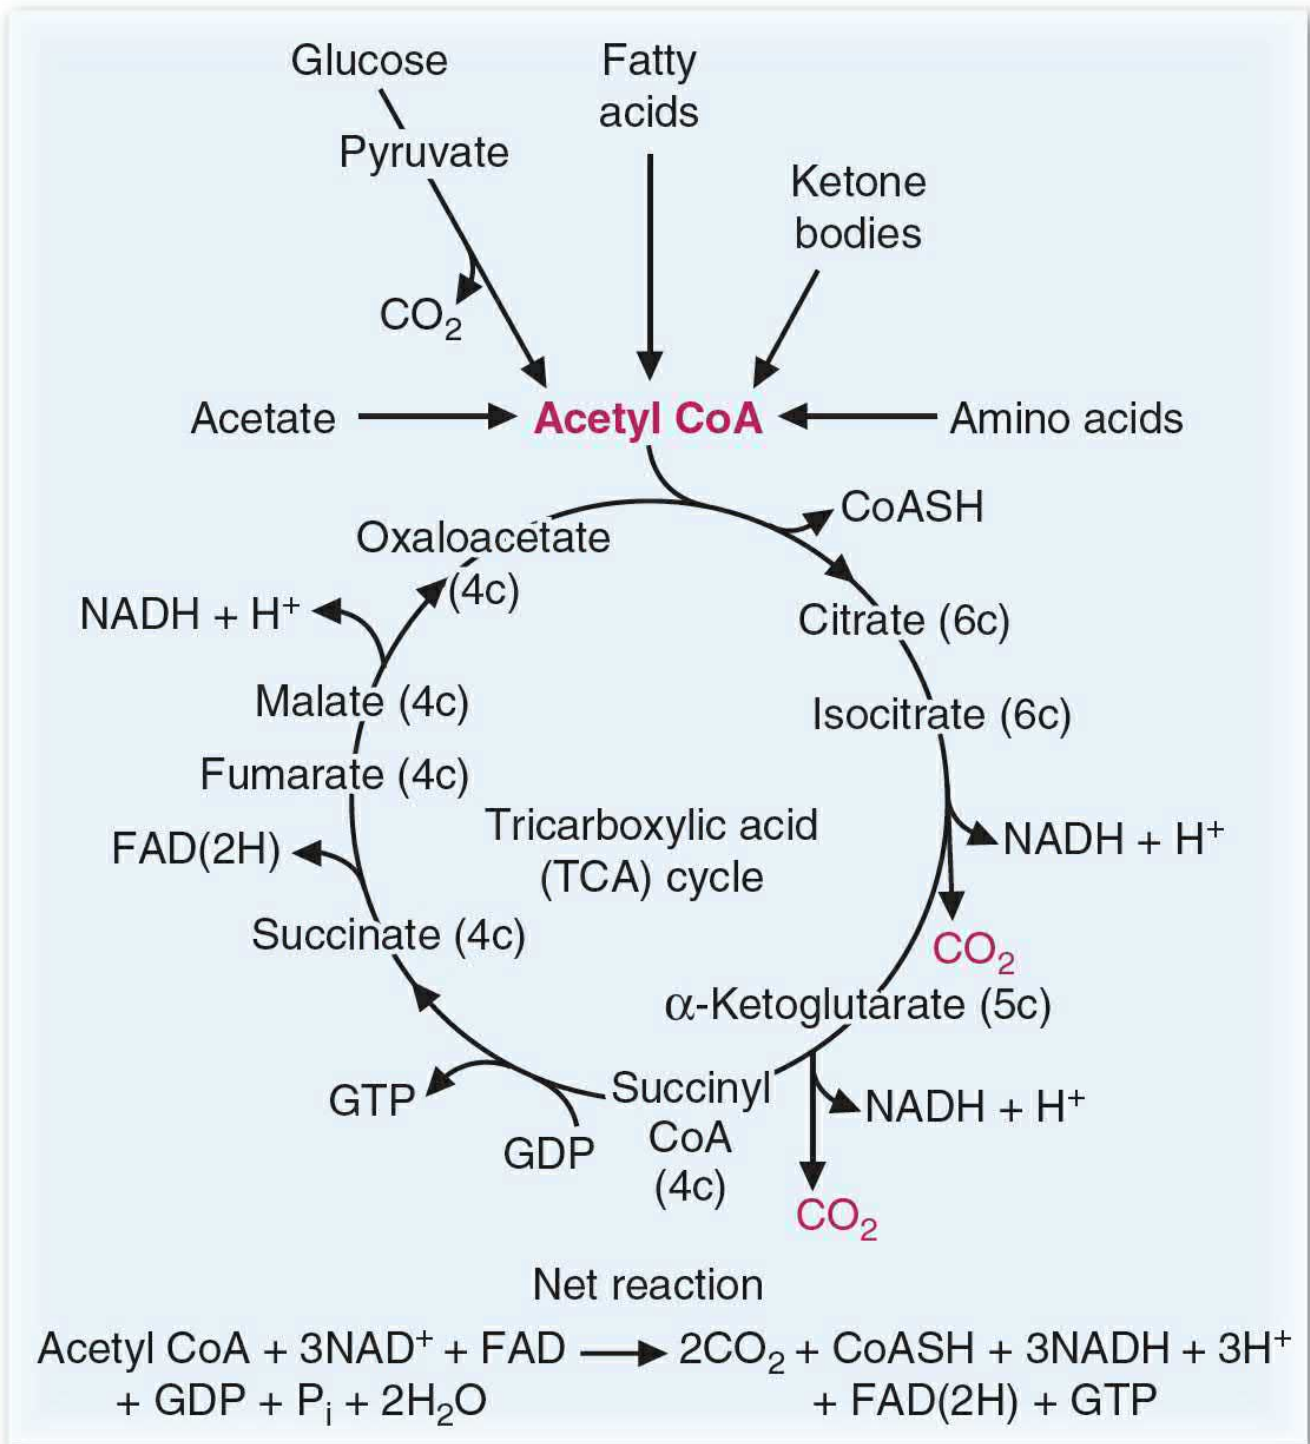 Glucose
Fatty
acids
Pyruvate
Ketone
bodies
CO₂
Acetate
Acetyl CoA
Amino acids
CoASH
Oxaloacetate
(4c)
NADH + H⁺
Citrate (6c)
Malate (4c)
Isocitrate (6c)
Fumarate (4c)
Tricarboxylic acid
(TCA) cycle
FAD(2H)
NADH + H⁺
Succinate (4c)
CO₂
α-Ketoglutarate (5c)
GTP
Succinyl
CoA
(4c)
NADH + H⁺
GDP
CO₂
Net reaction
Acetyl CoA + 3NAD⁺ + FAD → 2CO₂ + CoASH + 3NADH + 3H⁺
+ GDP + Pᵢ + 2H₂O + FAD(2H) + GTP